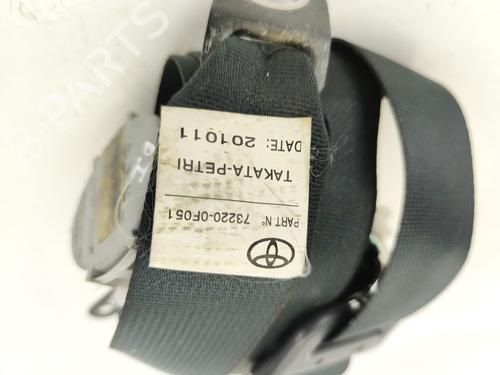 PART N° 73220-0F051
TAKATA-PETRI
DATE: 201011